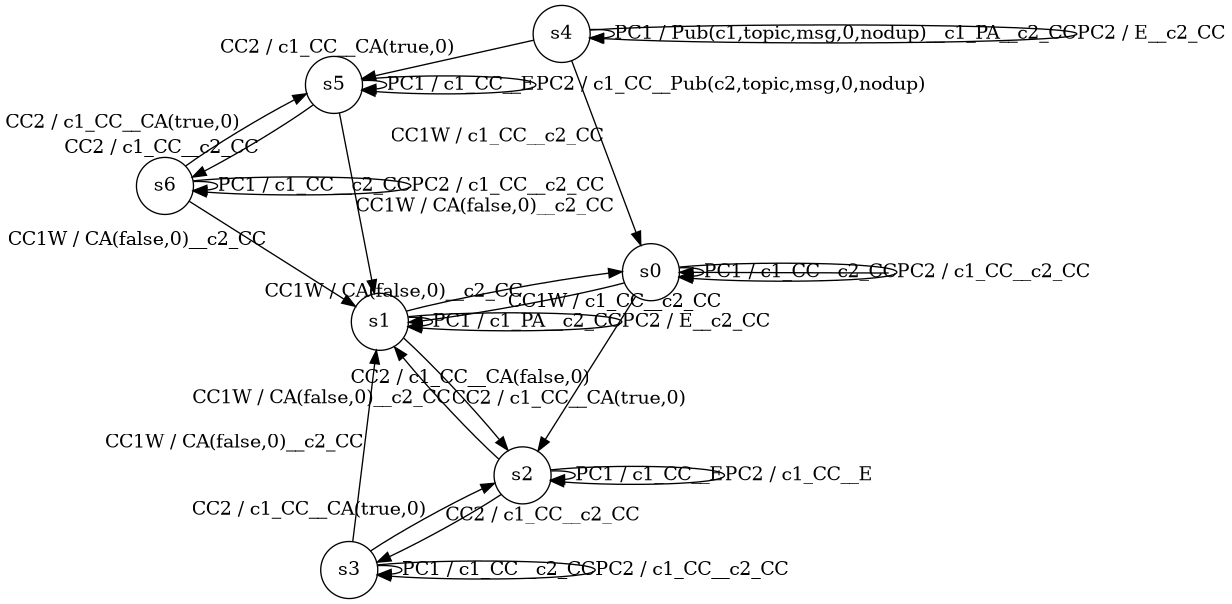 s4
PC1 / Pub(c1,topic,msg,0,nodup)__c1_PA__c2_CC
PC2 / E__c2_CC
CC2 / c1_CC__CA(true,0)
s5
PC1 / c1_CC__E
PC2 / c1_CC__Pub(c2,topic,msg,0,nodup)
CC2 / c1_CC__CA(true,0)
CC1W / c1_CC__c2_CC
CC2 / c1_CC__c2_CC
s6
PC1 / c1_CC__c2_CC
PC2 / c1_CC__c2_CC
CC1W / CA(false,0)__c2_CC
CC1W / CA(false,0)__c2_CC
s0
PC1 / c1_CC__c2_CC
PC2 / c1_CC__c2_CC
CC1W / CA(false,0)__c2_CC
CC1W / c1_CC__c2_CC
s1
PC1 / c1_PA__c2_CC
PC2 / E__c2_CC
CC2 / c1_CC__CA(false,0)
CC1W / CA(false,0)__c2_CC
CC2 / c1_CC__CA(true,0)
CC1W / CA(false,0)__c2_CC
s2
PC1 / c1_CC__E
PC2 / c1_CC__E
CC2 / c1_CC__CA(true,0)
CC2 / c1_CC__c2_CC
s3
PC1 / c1_CC__c2_CC
PC2 / c1_CC__c2_CC